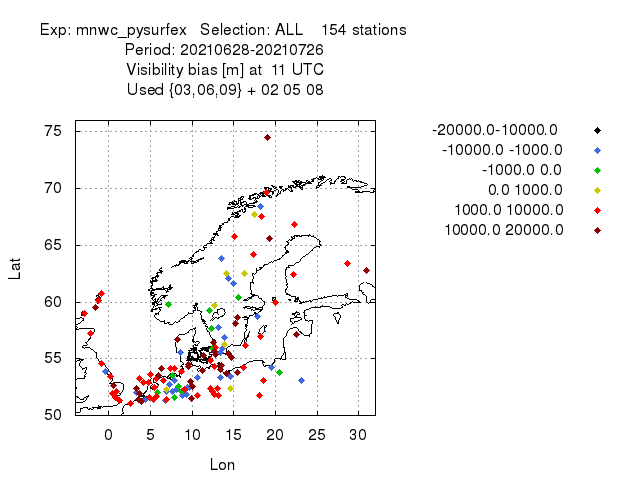 Exp: mnwc_pysurfex Selection: ALL 154 stations
Period: 20210628-20210726
Visibility bias [m] at 11 UTC
Used {03,06,09} + 02 05 08
-20000.0-10000.0
-10000.0 -1000.0
-1000.0 0.0
0.0 1000.0
1000.0 10000.0
10000.0 20000.0
75
70
65
60
55
50
Lat
0 5 10 15 20 25 30
Lon